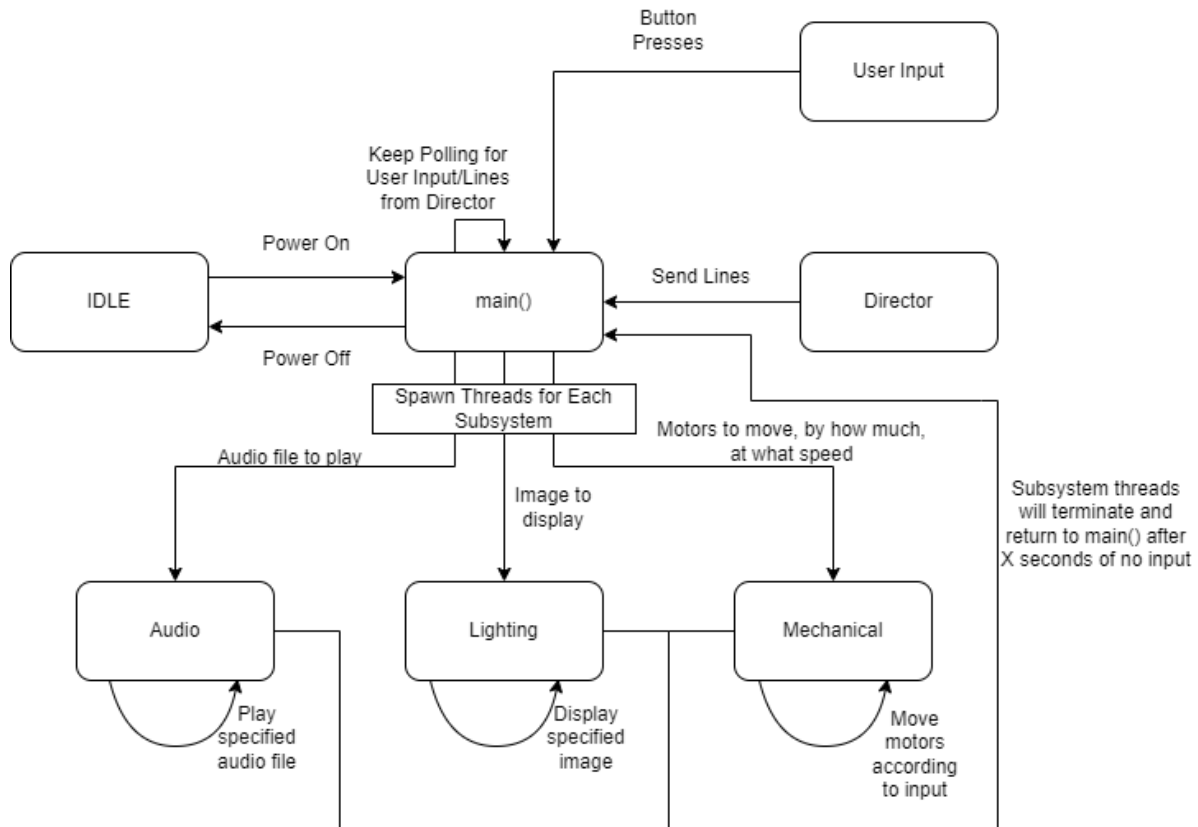 Button
Presses
User Input
Keep Polling for
User Input/Lines
from Director
Power On
IDLE
main()
Send Lines
Director
Power Off
Spawn Threads for Each
Subsystem
Audio file to play
Motors to move, by how much,
at what speed
Image to
display
Subsystem threads
will terminate and
return to main() after
X seconds of no input
Audio
Lighting
Mechanical
Play
specified
audio file
Display
specified
image
Move
motors
according
to input